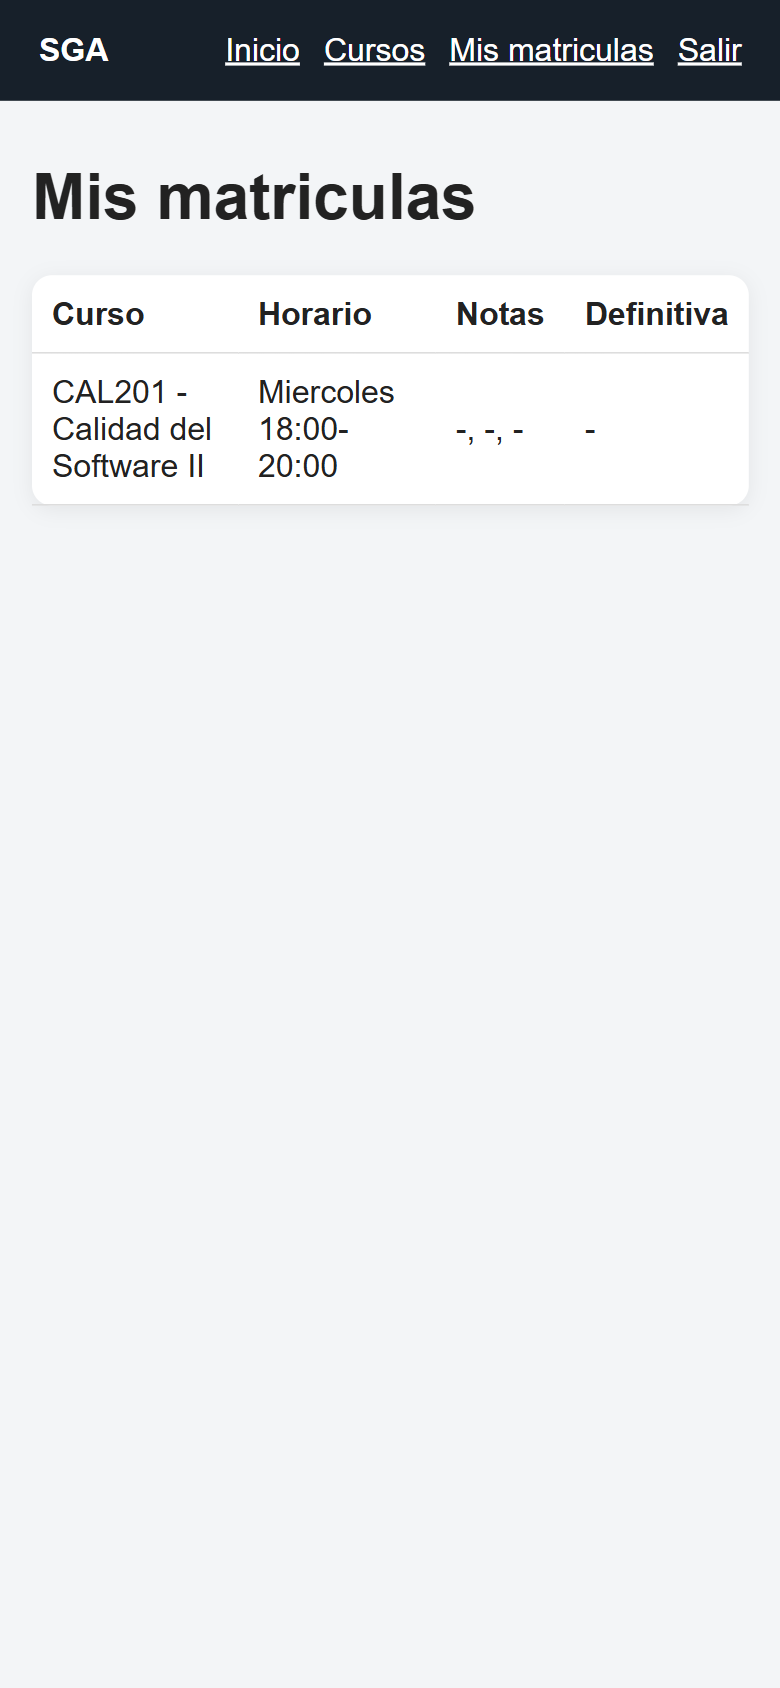 SGA Inicio Cursos Mis matriculas Salir
Mis matriculas
Curso Horario Notas Definitiva
CAL201 - Calidad del Software II Miercoles 18:00-20:00 -, -, - -